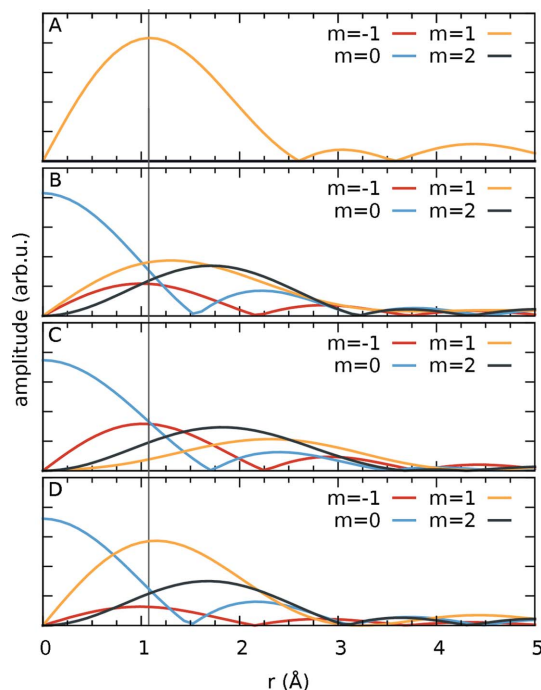 A
m=-1 m=1
m=0 m=2
B
m=-1 m=1
m=0 m=2
amplitude (arb.u.)
C
m=-1 m=1
m=0 m=2
D
m=-1 m=1
m=0 m=2
0 1 2 3 4 5
r (Å)